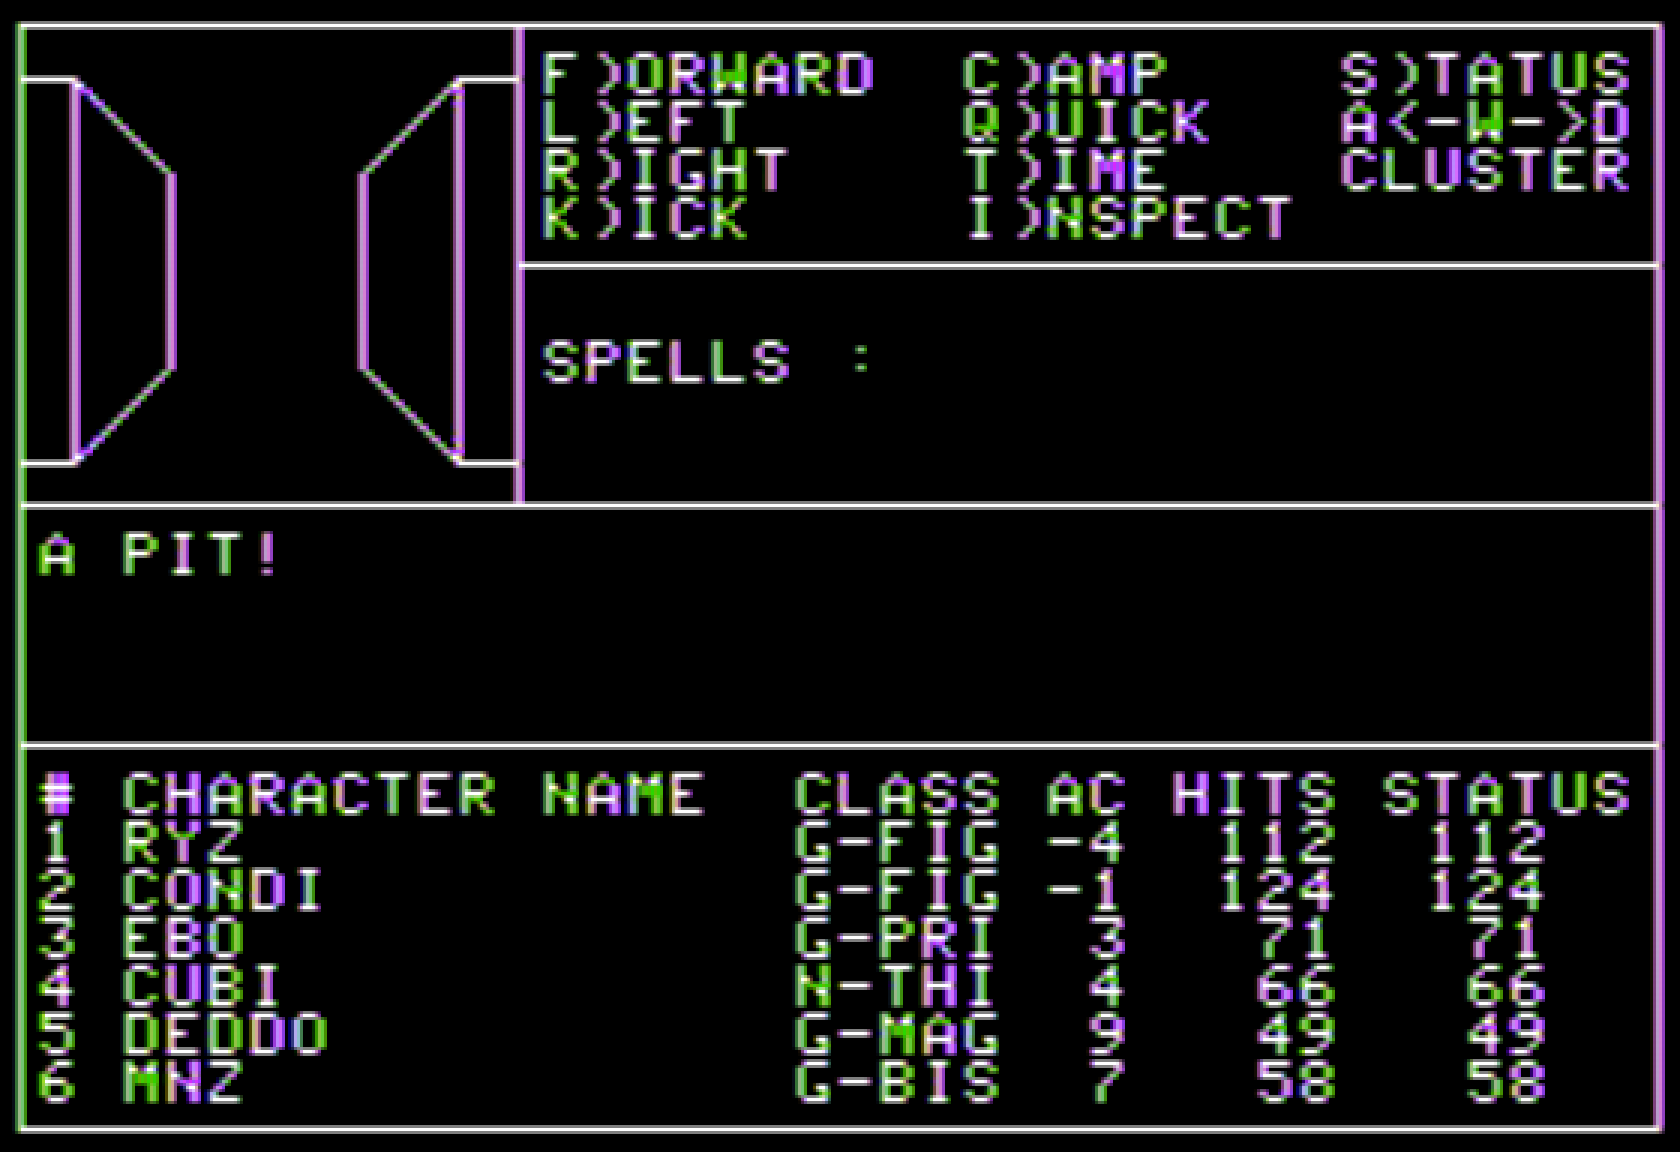 F)ORWARD C)AMP S)TATUS
L)EFT Q)UICK A<-W->D
R)IGHT T)IME CLUSTER
K)ICK I)NSPECT
SPELLS :
A PIT!
# CHARACTER NAME CLASS AC HITS STATUS
1 RYZ G-FIG -4 112 112
2 CONDI G-FIG -1 124 124
3 EBO G-PRI 3 71 71
4 CUBI N-THI 4 66 66
5 DEDDO G-MAG 9 49 49
6 MNZ G-BIS 7 58 58